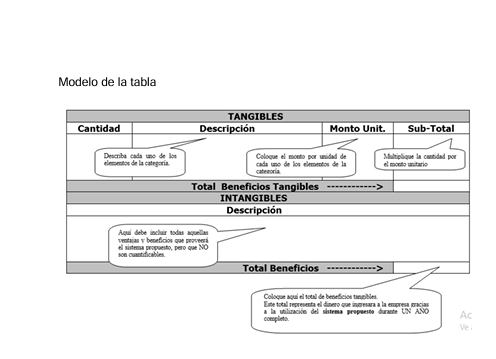 Modelo de la tabla
TANGIBLES
Cantidad Descripción Monto Unit. Sub-Total
Describa cada uno de los
elementos de la categoría.
Coloque el monto por unidad de
cada uno de los elementos de la
categoría.
Multiplique la cantidad por
el monto unitario
Total Beneficios Tangibles ------------>
INTANGIBLES
Descripción
Aquí debe incluir todas aquellas
ventajas y beneficios que proveerá
el sistema propuesto, pero que NO
son cuantificables.
Total Beneficios ------------>
Coloque aquí el total de beneficios tangibles.
Este total representa el dinero que ingresara a la empresa gracias
a la utilización del sistema propuesto durante UN AÑO
completo.